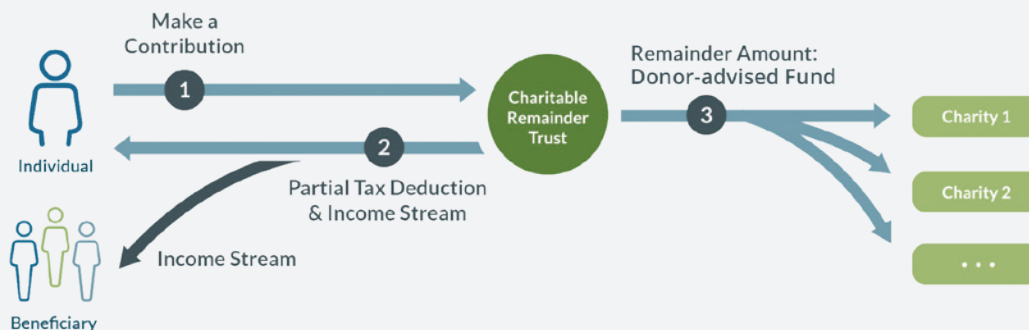 Make a
Contribution
1
Individual
Charitable
Remainder
Trust
2
Partial Tax Deduction
& Income Stream
Income Stream
Beneficiary
Remainder Amount:
Donor-advised Fund
3
Charity 1
Charity 2
...